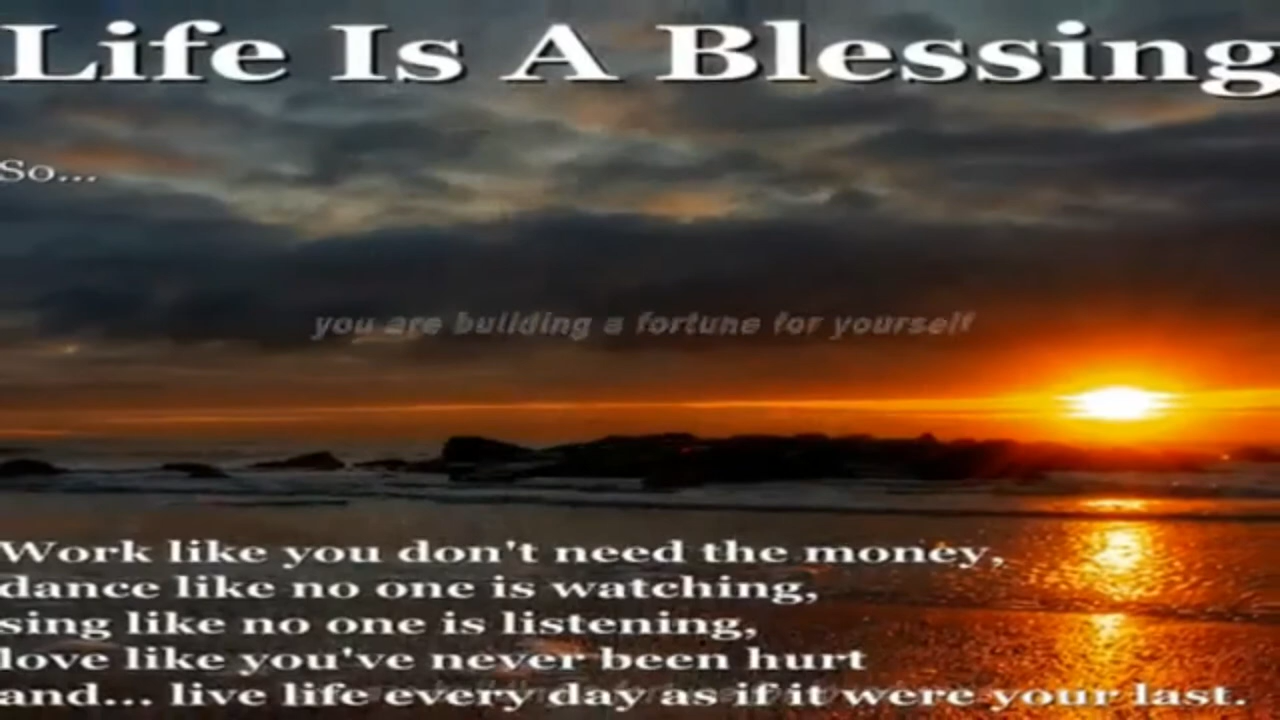 Life Is A Blessing
So...
you are building a fortune for yourself
Work like you don't need the money,
dance like no one is watching,
sing like no one is listening,
love like you've never been hurt
and... live life every day as if it were your last.